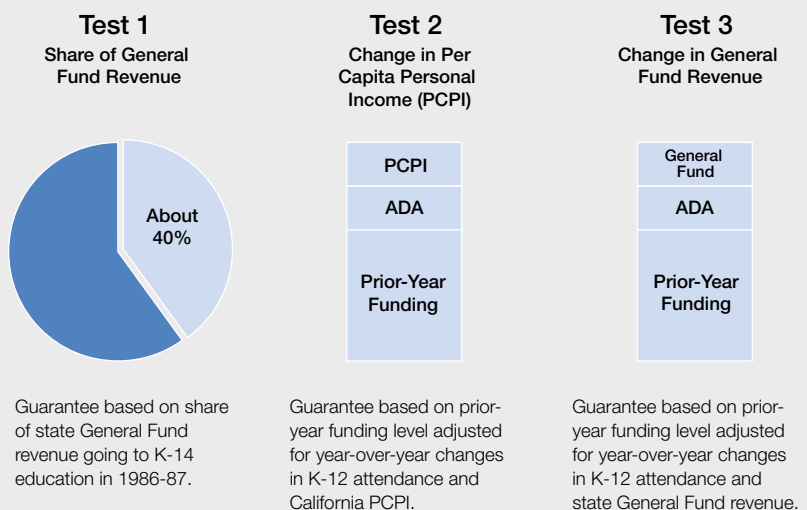 Test 1
Share of General
Fund Revenue
About
40%
Guarantee based on share
of state General Fund
revenue going to K-14
education in 1986-87.
Test 2
Change in Per
Capita Personal
Income (PCPI)
PCPI
ADA
Prior-Year
Funding
Guarantee based on prior-
year funding level adjusted
for year-over-year changes
in K-12 attendance and
California PCPI.
Test 3
Change in General
Fund Revenue
General
Fund
ADA
Prior-Year
Funding
Guarantee based on prior-
year funding level adjusted
for year-over-year changes
in K-12 attendance and
state General Fund revenue.